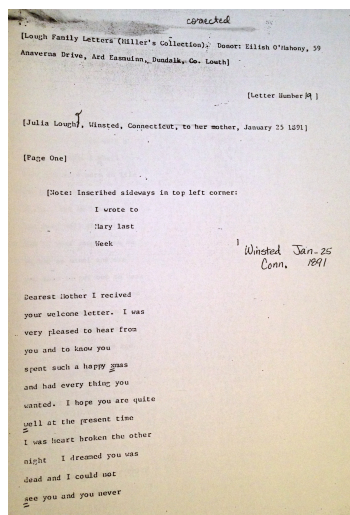 corrected
[Lough Family Letters (Miller's Collection). Donor: Eilish O'Mahony, 59
Anaverna Drive, Ard Easmuinn, Dundalk, Co. Louth]
[Letter Number 19 ]
[Julia Lough, Winsted, Connecticut, to her mother, January 25 1891]
[Page One]
[Note: Inscribed sideways in top left corner:
I wrote to
Mary last
Week
Winsted Jan-25
Conn. 1891
Dearest Mother I recived
your welcome letter. I was
very pleased to hear from
you and to know you
spent such a happy xmas
and had every thing you
wanted. I hope you are quite
well at the present time
I was heart broken the other
night I dreamed you was
dead and I could not
see you and you never